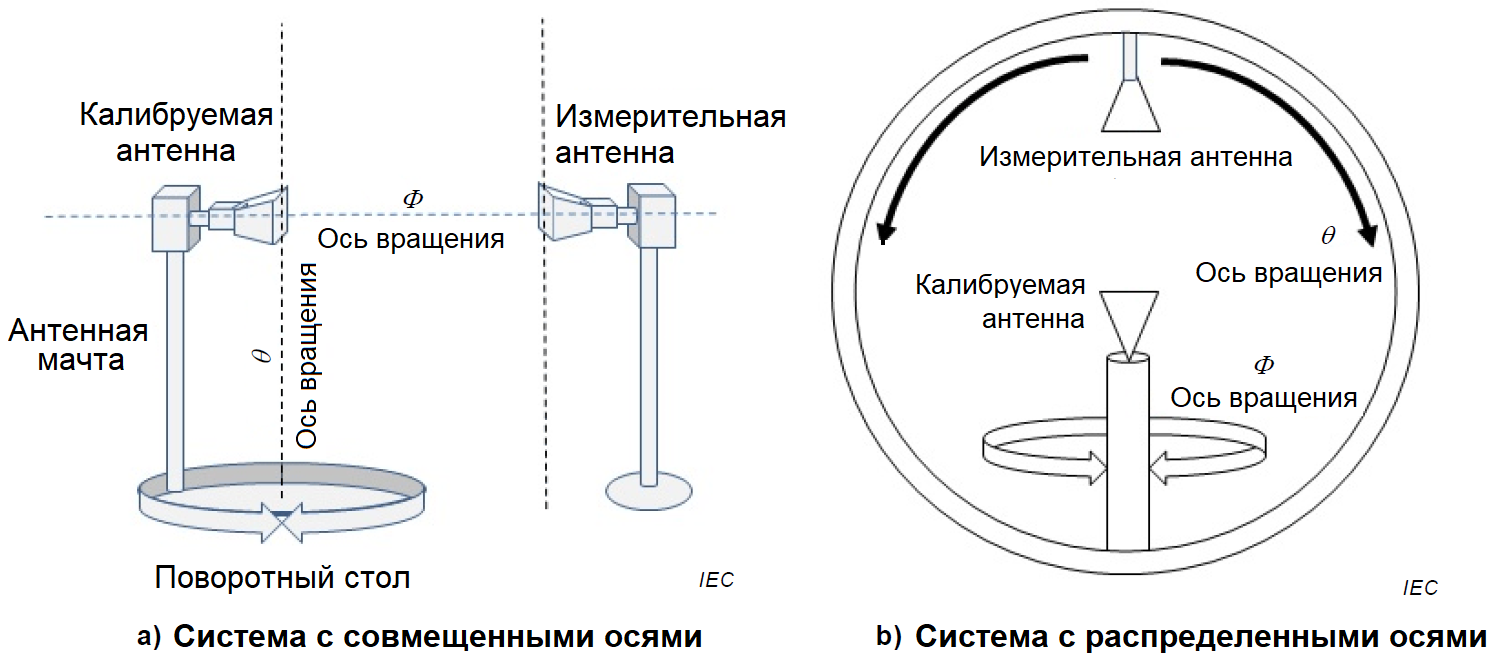 Калибруемая
антенна
Измерительная
антенна
Φ
Ось вращения
θ
Ось вращения
Антенная
мачта
Поворотный стол
IEC
a) Система с совмещенными осями
Измерительная антенна
θ
Ось вращения
Калибруемая
антенна
Φ
Ось вращения
IEC
b) Система с распределенными осями